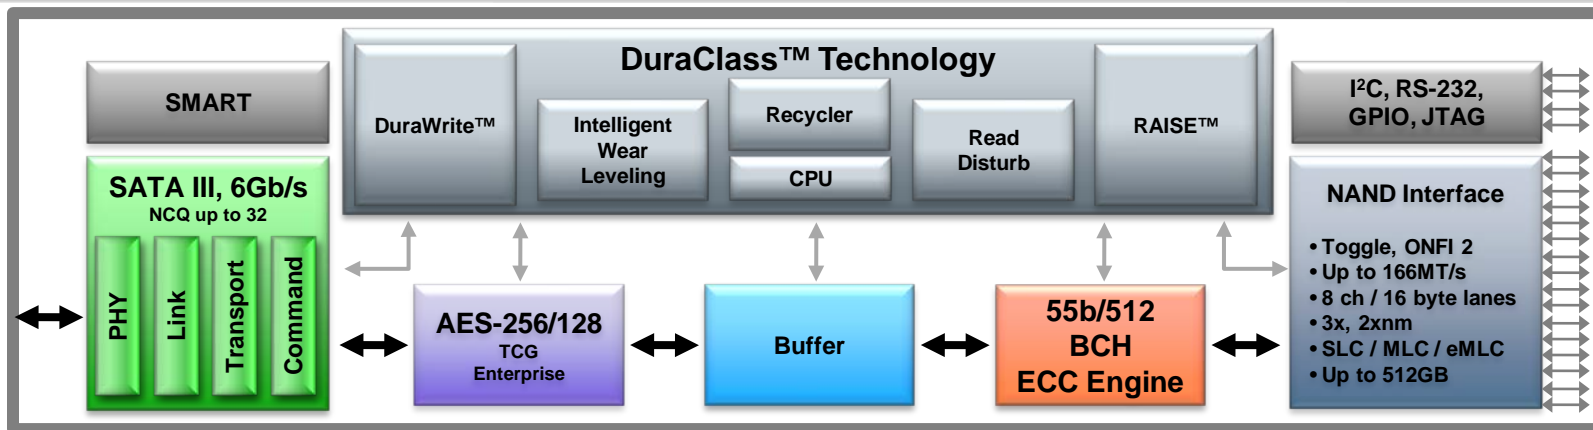 DuraClass™ Technology
SMART
DuraWrite™
Intelligent
Wear
Leveling
Recycler
CPU
Read
Disturb
RAISE™
I²C, RS-232,
GPIO, JTAG
SATA III, 6Gb/s
NCQ up to 32
PHY
Link
Transport
Command
AES-256/128
TCG
Enterprise
Buffer
55b/512
BCH
ECC Engine
NAND Interface
• Toggle, ONFI 2
• Up to 166MT/s
• 8 ch / 16 byte lanes
• 3x, 2xnm
• SLC / MLC / eMLC
• Up to 512GB